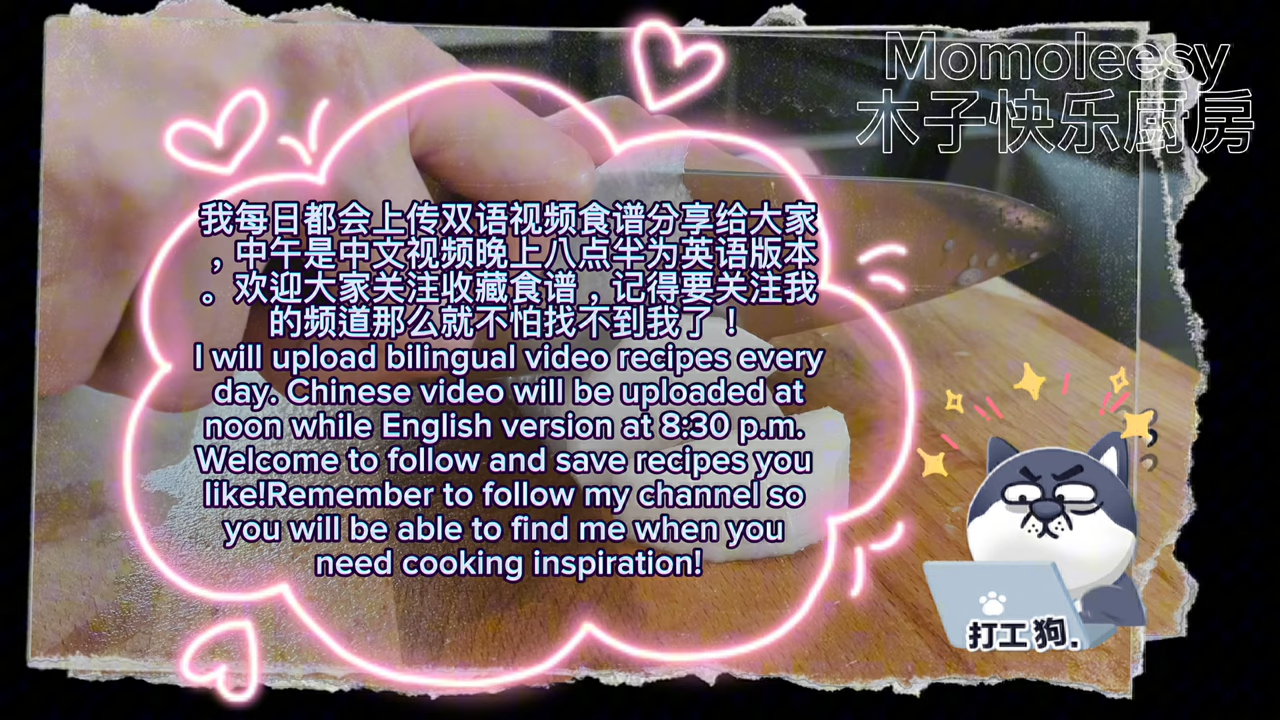 Momoleesy
木子快乐厨房
我每日都会上传双语视频食谱分享给大家
，中午是中文视频晚上八点半为英语版本
。欢迎大家关注收藏食谱，记得要关注我
的频道那么就不怕找不到我了！
I will upload bilingual video recipes every
day. Chinese video will be uploaded at
noon while English version at 8:30 p.m.
Welcome to follow and save recipes you
like!Remember to follow my channel so
you will be able to find me when you
need cooking inspiration!
打工狗.